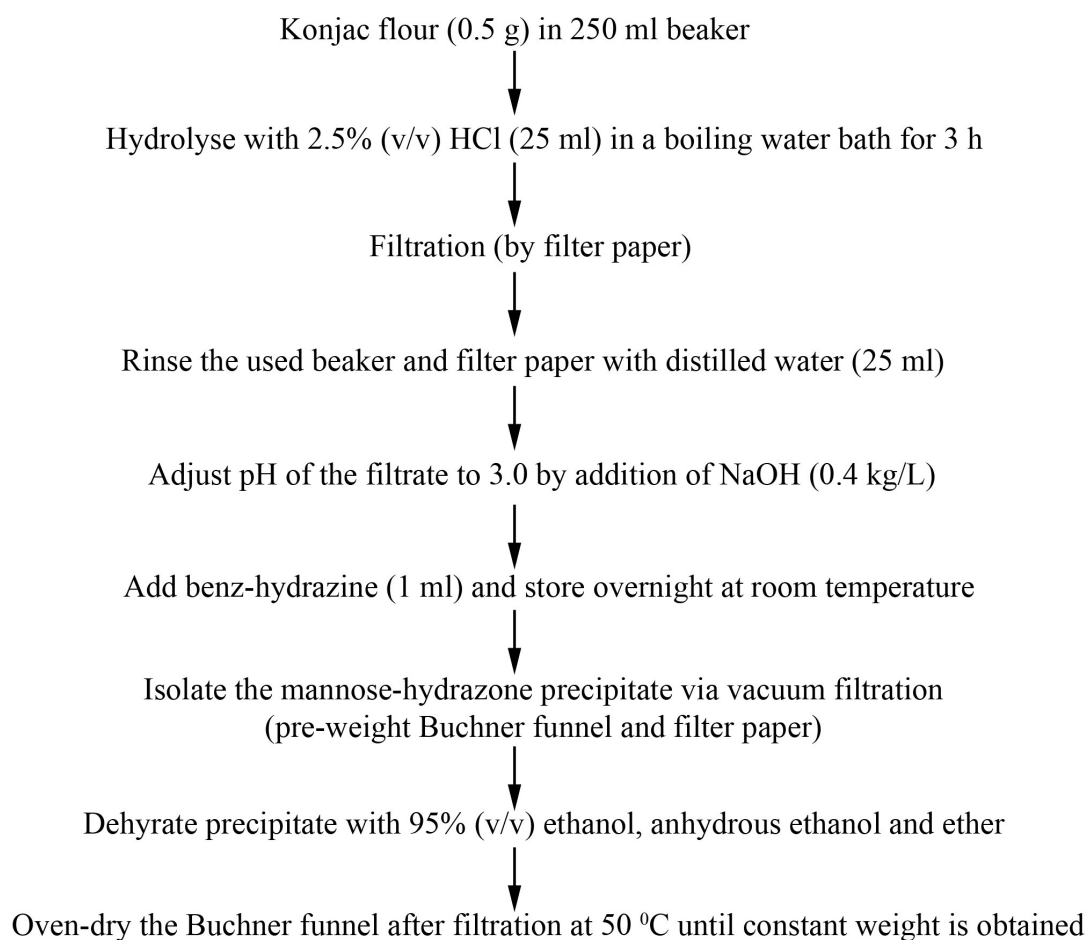 Konjac flour (0.5 g) in 250 ml beaker
Hydrolyse with 2.5% (v/v) HCl (25 ml) in a boiling water bath for 3 h
Filtration (by filter paper)
Rinse the used beaker and filter paper with distilled water (25 ml)
Adjust pH of the filtrate to 3.0 by addition of NaOH (0.4 kg/L)
Add benz-hydrazine (1 ml) and store overnight at room temperature
Isolate the mannose-hydrazone precipitate via vacuum filtration
(pre-weight Buchner funnel and filter paper)
Dehyrate precipitate with 95% (v/v) ethanol, anhydrous ethanol and ether
Oven-dry the Buchner funnel after filtration at 50 ⁰C until constant weight is obtained